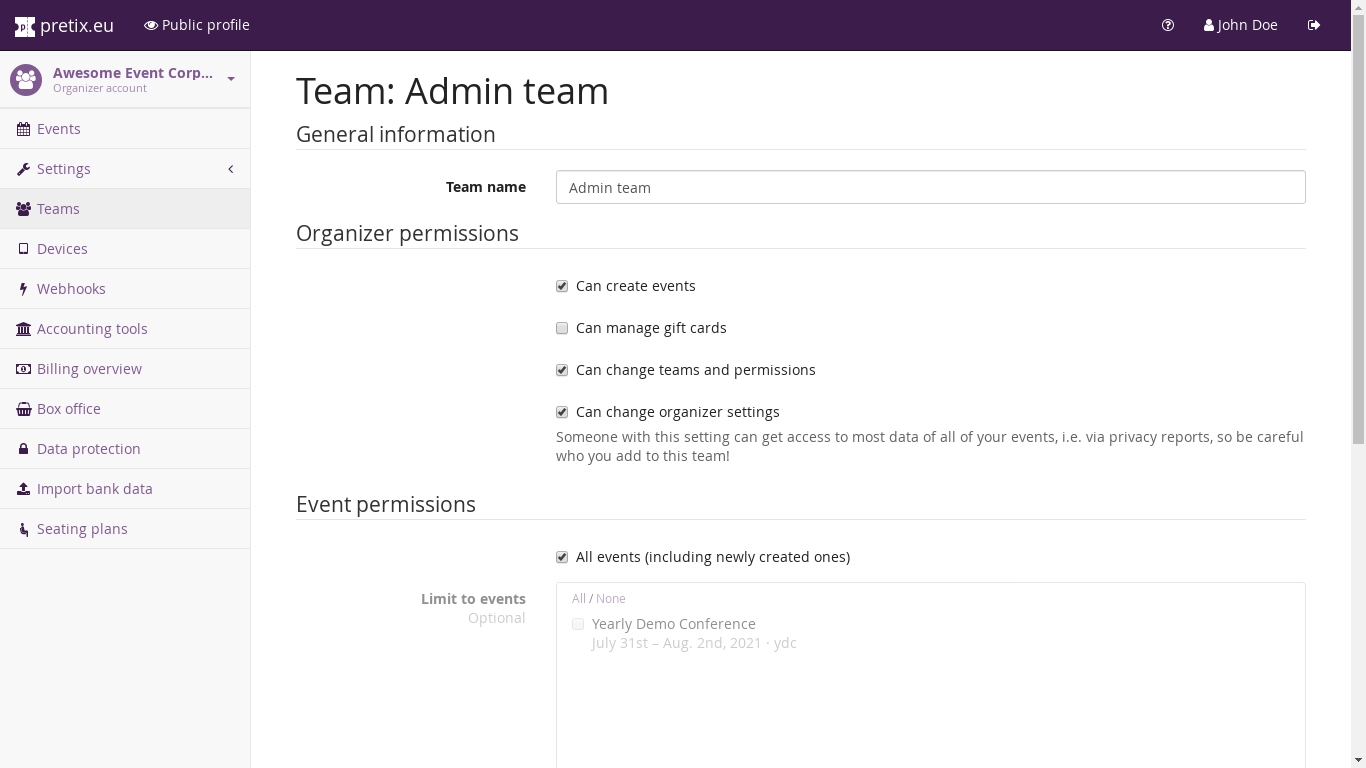 pretix.eu
Public profile
John Doe
Awesome Event Corp...
Organizer account
Events
Settings
Teams
Devices
Webhooks
Accounting tools
Billing overview
Box office
Data protection
Import bank data
Seating plans
Team: Admin team
General information
Team name
Admin team
Organizer permissions
Can create events
Can manage gift cards
Can change teams and permissions
Can change organizer settings
Someone with this setting can get access to most data of all of your events, i.e. via privacy reports, so be careful
who you add to this team!
Event permissions
All events (including newly created ones)
Limit to events
Optional
All / None
Yearly Demo Conference
July 31st – Aug. 2nd, 2021 · ydc